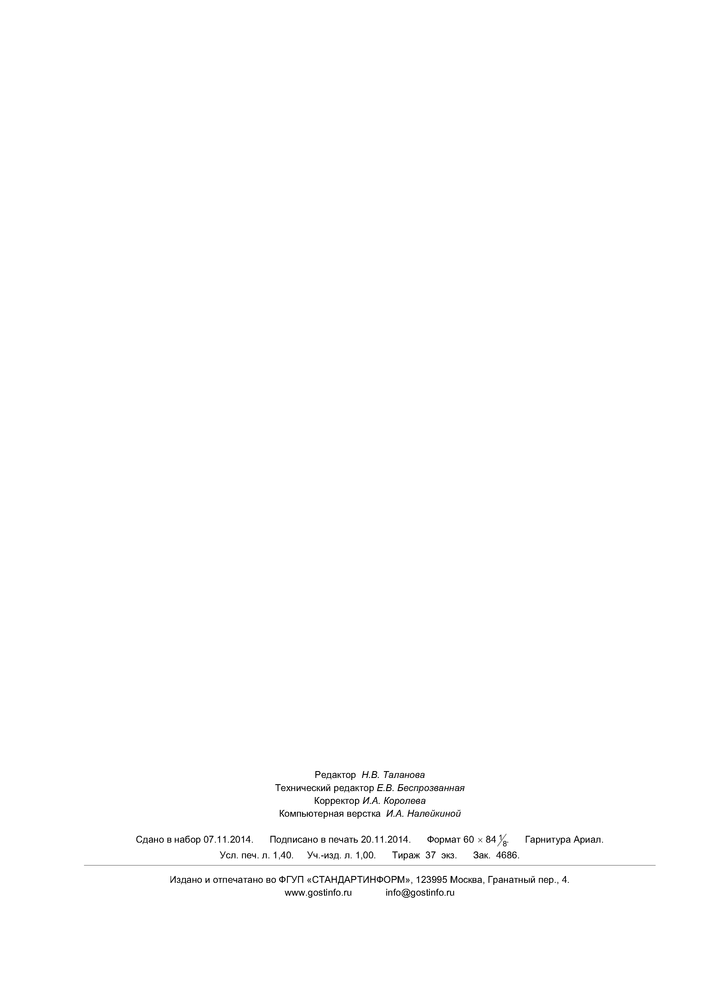 Редактор Н.В. Таланова
Технический редактор Е.В. Беспрозванная
Корректор И.А. Королева
Компьютерная верстка И.А. Налейкиной
Сдано в набор 07.11.2014. Подписано в печать 20.11.2014. Формат 60 × 84 1/8. Гарнитура Ариал.
Усл. печ. л. 1,40. Уч.-изд. л. 1,00. Тираж 37 экз. Зак. 4686.
Издано и отпечатано во ФГУП «СТАНДАРТИНФОРМ», 123995 Москва, Гранатный пер., 4.
www.gostinfo.ru info@gostinfo.ru